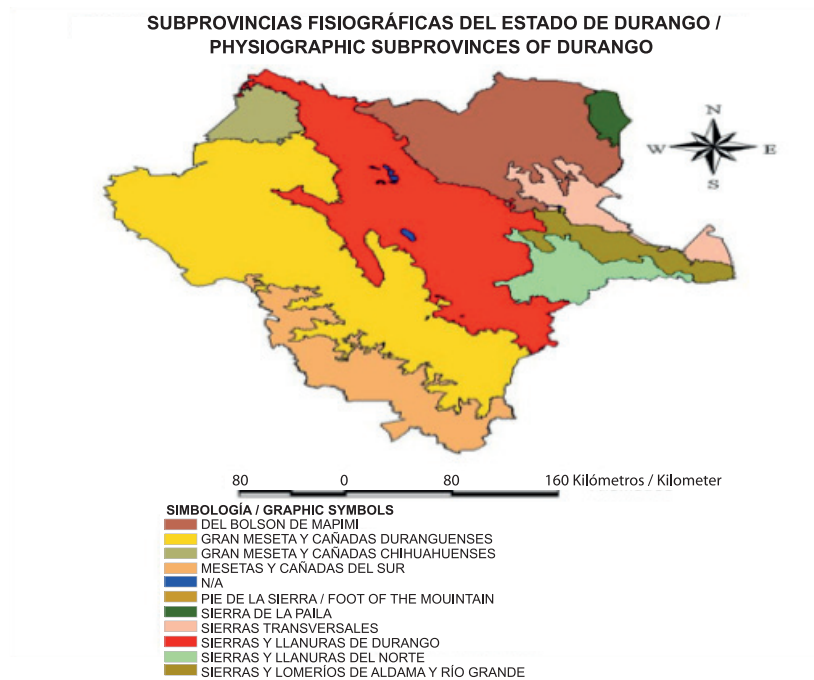 SUBPROVINCIAS FISIOGRÁFICAS DEL ESTADO DE DURANGO /
PHYSIOGRAPHIC SUBPROVINCES OF DURANGO
N
W E
S
80 0 80 160 Kilómetros / Kilometer
SIMBOLOGÍA / GRAPHIC SYMBOLS
DEL BOLSON DE MAPIMI
GRAN MESETA Y CAÑADAS DURANGUENSES
GRAN MESETA Y CAÑADAS CHIHUAHUENSES
MESETAS Y CAÑADAS DEL SUR
N/A
PIE DE LA SIERRA / FOOT OF THE MOUINTAIN
SIERRA DE LA PAILA
SIERRAS TRANSVERSALES
SIERRAS Y LLANURAS DE DURANGO
SIERRAS Y LLANURAS DEL NORTE
SIERRAS Y LOMERÍOS DE ALDAMA Y RÍO GRANDE